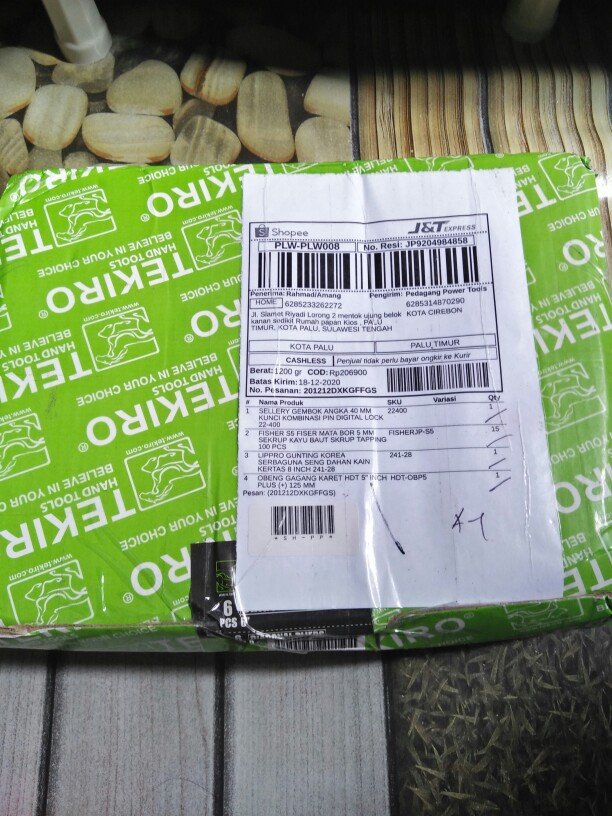 TEKIRO
HAND TOOLS
BELIEVE IN YOUR CHOICE
www.tekiro.com
Shopee
J&T EXPRESS
PLW-PLW008
No. Resi: JP9204984858
Penerima: Rahmadi/Amang
Pengirim: Pedagang Power Tools
HOME 6285233262272
6285314870290
Jl. Slamet Riyadi Lorong 2 mentok ujung belok
KOTA CIREBON
kanan sedikit Rumah papan Kios , PALU
TIMUR, KOTA PALU, SULAWESI TENGAH
KOTA PALU
PALU TIMUR
CASHLESS
Penjual tidak perlu bayar ongkir ke Kurir
Berat: 1200 gr COD: Rp206900
Batas Kirim: 18-12-2020
No. Pesanan: 201212DXKGFFGS
# Nama Produk SKU Variasi Qty
1 SELLERY GEMBOK ANGKA 40 MM 22400 1
KUNCI KOMBINASI PIN DIGITAL LOCK
22-400
2 FISHER S5 FISER MATA BOR 5 MM FISHERJP-S5 15
SEKRUP KAYU BAUT SKRUP TAPPING
100 PCS
3 LIPPRO GUNTING KOREA 241-28 1
SERBAGUNA SENG DAHAN KAIN
KERTAS 8 INCH 241-28
4 OBENG GAGANG KARET HDT 5" INCH HDT-OBP5 1
PLUS (+) 125 MM
Pesan: (201212DXKGFFGS)
6
PCS